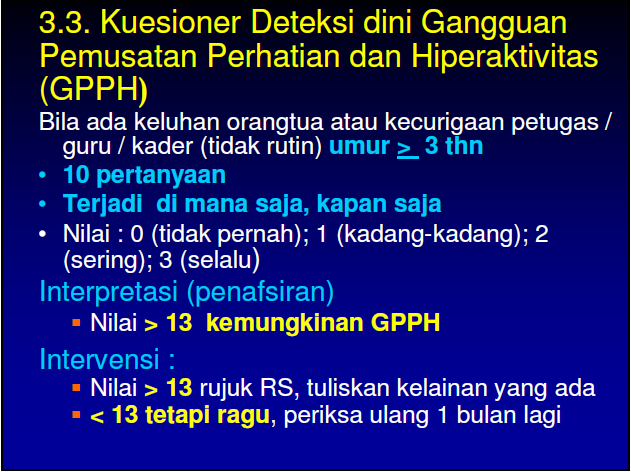 3.3. Kuesioner Deteksi dini Gangguan
Pemusatan Perhatian dan Hiperaktivitas
(GPPH)
Bila ada keluhan orangtua atau kecurigaan petugas /
guru / kader (tidak rutin) umur > 3 thn
• 10 pertanyaan
• Terjadi di mana saja, kapan saja
• Nilai : 0 (tidak pernah); 1 (kadang-kadang); 2
(sering); 3 (selalu)
Interpretasi (penafsiran)
▪ Nilai > 13 kemungkinan GPPH
Intervensi :
▪ Nilai > 13 rujuk RS, tuliskan kelainan yang ada
▪ < 13 tetapi ragu, periksa ulang 1 bulan lagi